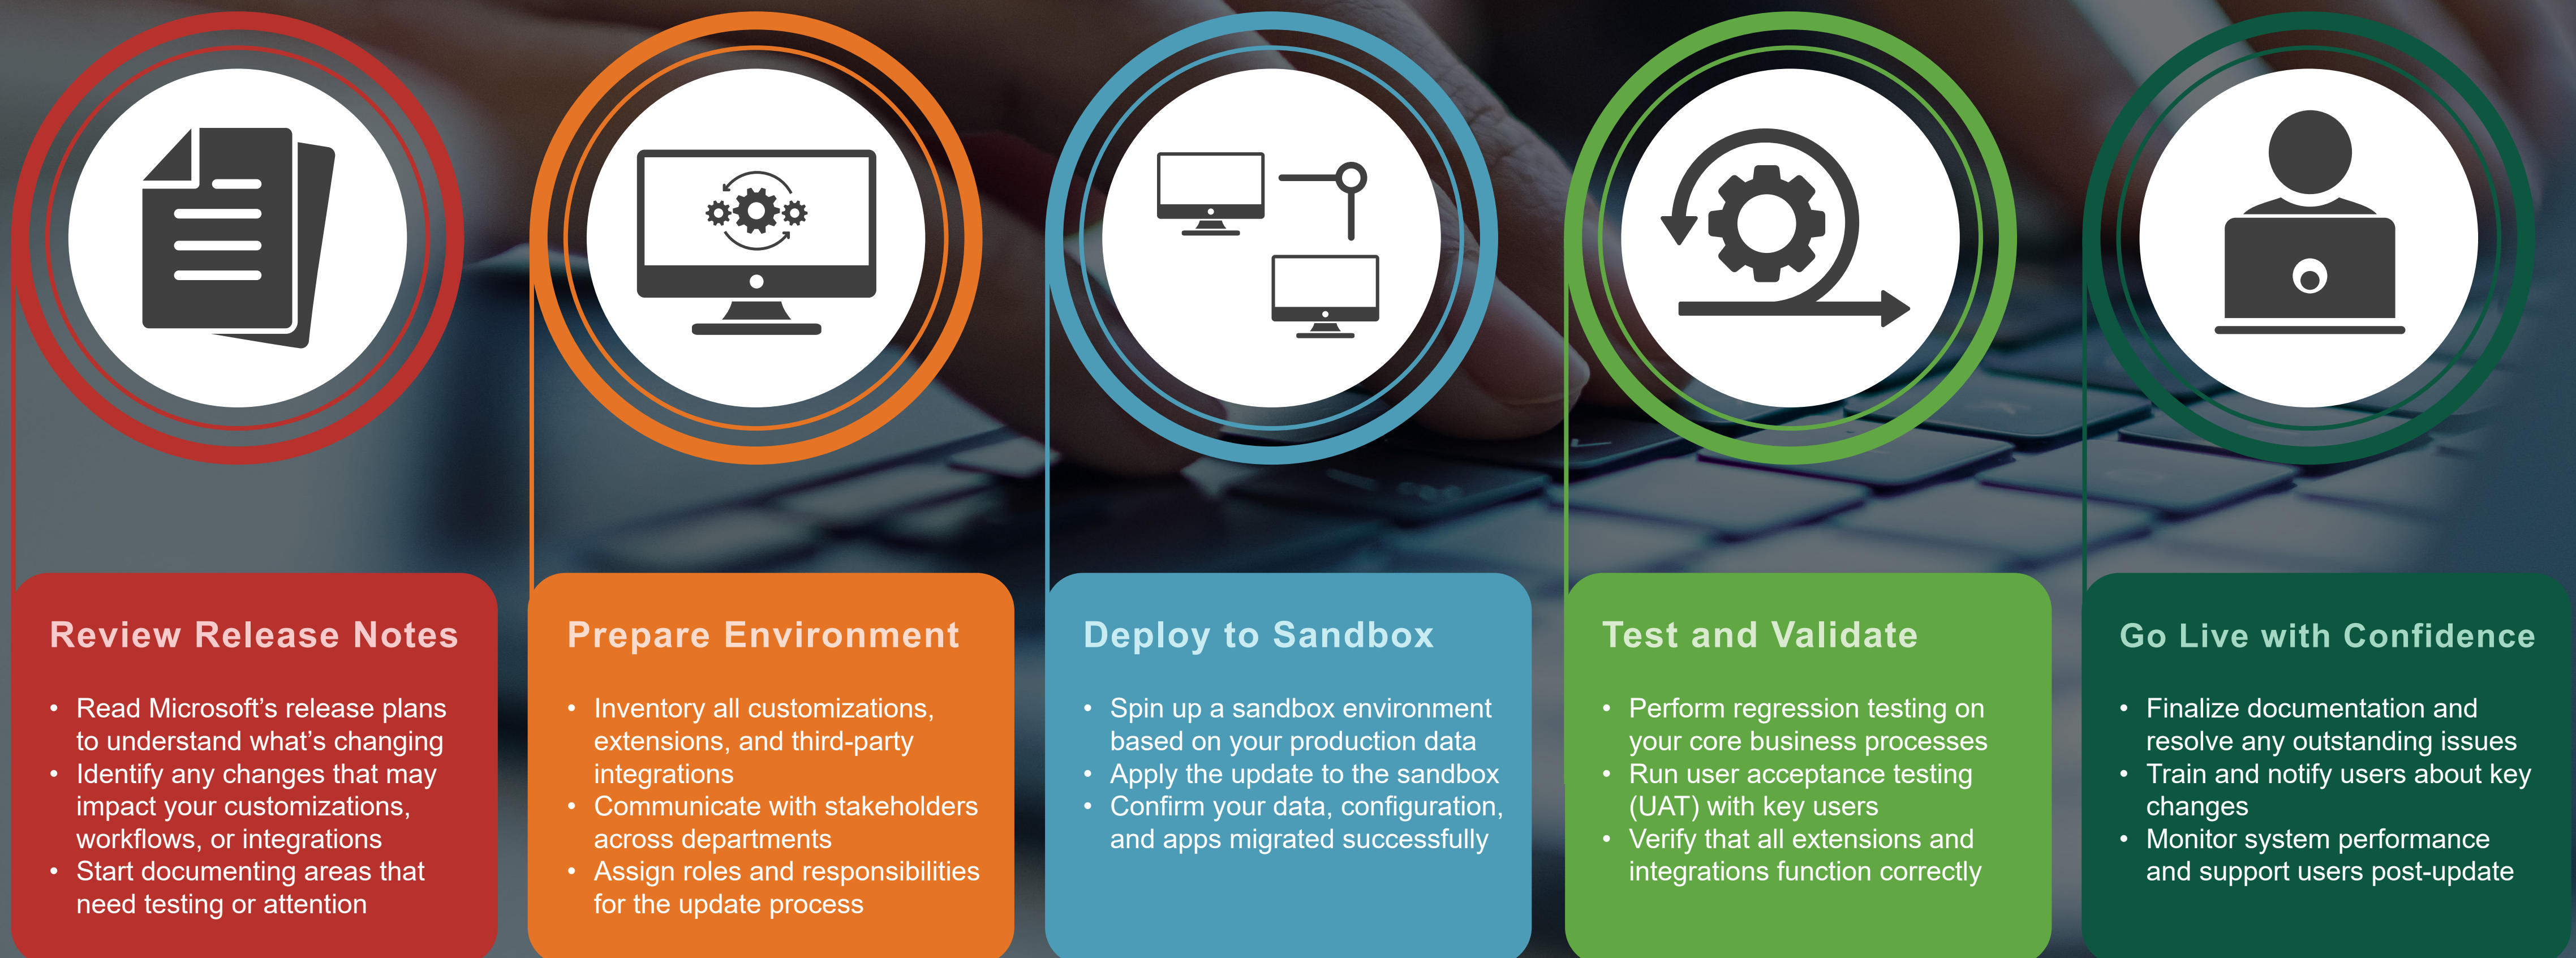 Review Release Notes
• Read Microsoft’s release plans
to understand what’s changing
• Identify any changes that may
impact your customizations,
workflows, or integrations
• Start documenting areas that
need testing or attention
Prepare Environment
• Inventory all customizations,
extensions, and third-party
integrations
• Communicate with stakeholders
across departments
• Assign roles and responsibilities
for the update process
Deploy to Sandbox
• Spin up a sandbox environment
based on your production data
• Apply the update to the sandbox
• Confirm your data, configuration,
and apps migrated successfully
Test and Validate
• Perform regression testing on
your core business processes
• Run user acceptance testing
(UAT) with key users
• Verify that all extensions and
integrations function correctly
Go Live with Confidence
• Finalize documentation and
resolve any outstanding issues
• Train and notify users about key
changes
• Monitor system performance
and support users post-update